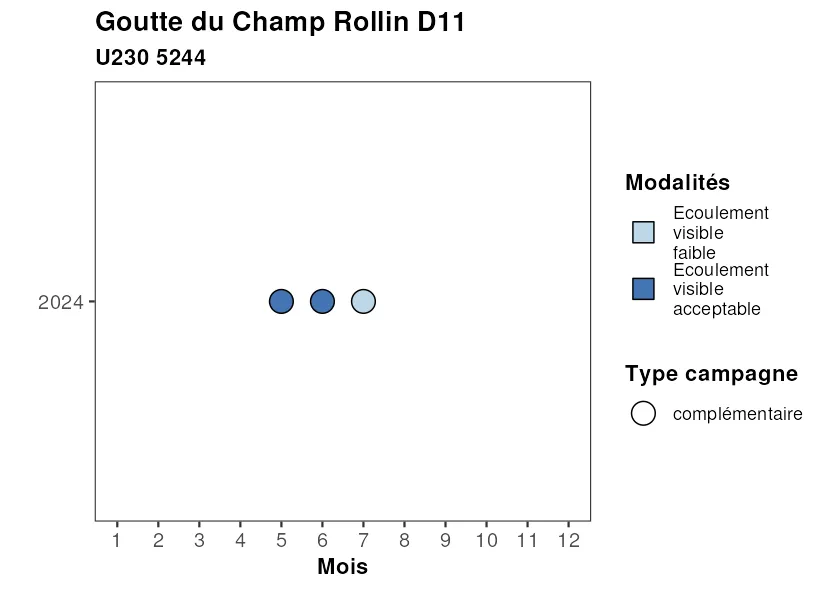 Goutte du Champ Rollin D11
U230 5244
2024
1 2 3 4 5 6 7 8 9 10 11 12
Mois
Modalités
Ecoulement
visible
faible
Ecoulement
visible
acceptable
Type campagne
complémentaire